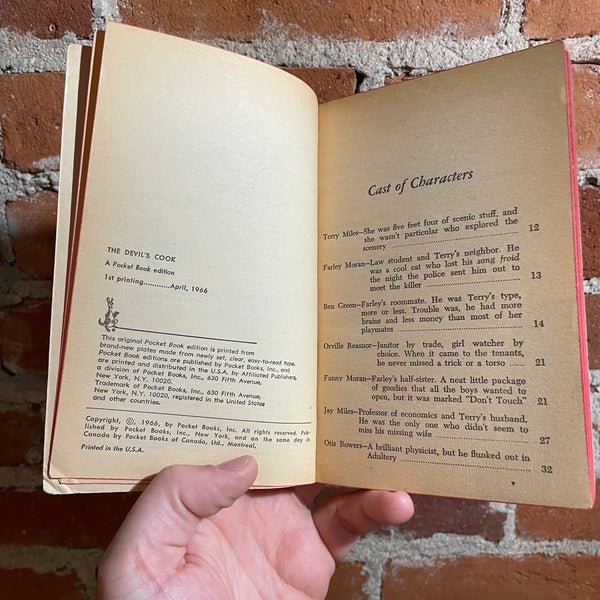 THE DEVIL'S COOK
A Pocket Book edition
1st printing............April, 1966
This original Pocket Book edition is printed from
brand-new plates made from newly set, clear, easy-to-read type.
Pocket Book editions are published by Pocket Books, Inc., and
are printed and distributed in the U.S.A. by Affiliated Publishers,
a division of Pocket Books, Inc., 630 Fifth Avenue,
New York, N.Y. 10020.
Trademark of Pocket Books, Inc., 630 Fifth Avenue,
New York, N.Y. 10020, registered in the United States
and other countries.
Copyright, ©, 1966, by Pocket Books, Inc. All rights reserved. Pub-
lished by Pocket Books, Inc., New York, and on the same day in
Canada by Pocket Books of Canada, Ltd., Montreal.
Printed in the U.S.A.
Cast of Characters
Terry Miles—She was five feet four of scenic stuff, and
she wasn't particular who explored the
scenery ........................................ 12
Farley Moran—Law student and Terry's neighbor. He
was a cool cat who lost his sang froid
the night the police sent him out to
meet the killer ................................ 13
Ben Green—Farley's roommate. He was Terry's type,
more or less. Trouble was, he had more
brains and less money than most of her
playmates ........................................ 14
Orville Reasnor—Janitor by trade, girl watcher by
choice. When it came to the tenants,
he never missed a trick or a torso ...... 21
Fanny Moran—Farley's half-sister. A neat little package
of goodies that all the boys wanted to
open, but it was marked "Don't Touch" 21
Jay Miles—Professor of economics and Terry's husband.
He was the only one who didn't seem to
miss his missing wife ........................ 27
Otis Bowers—A brilliant physicist, but he flunked out in
Adultery ........................................ 32
v